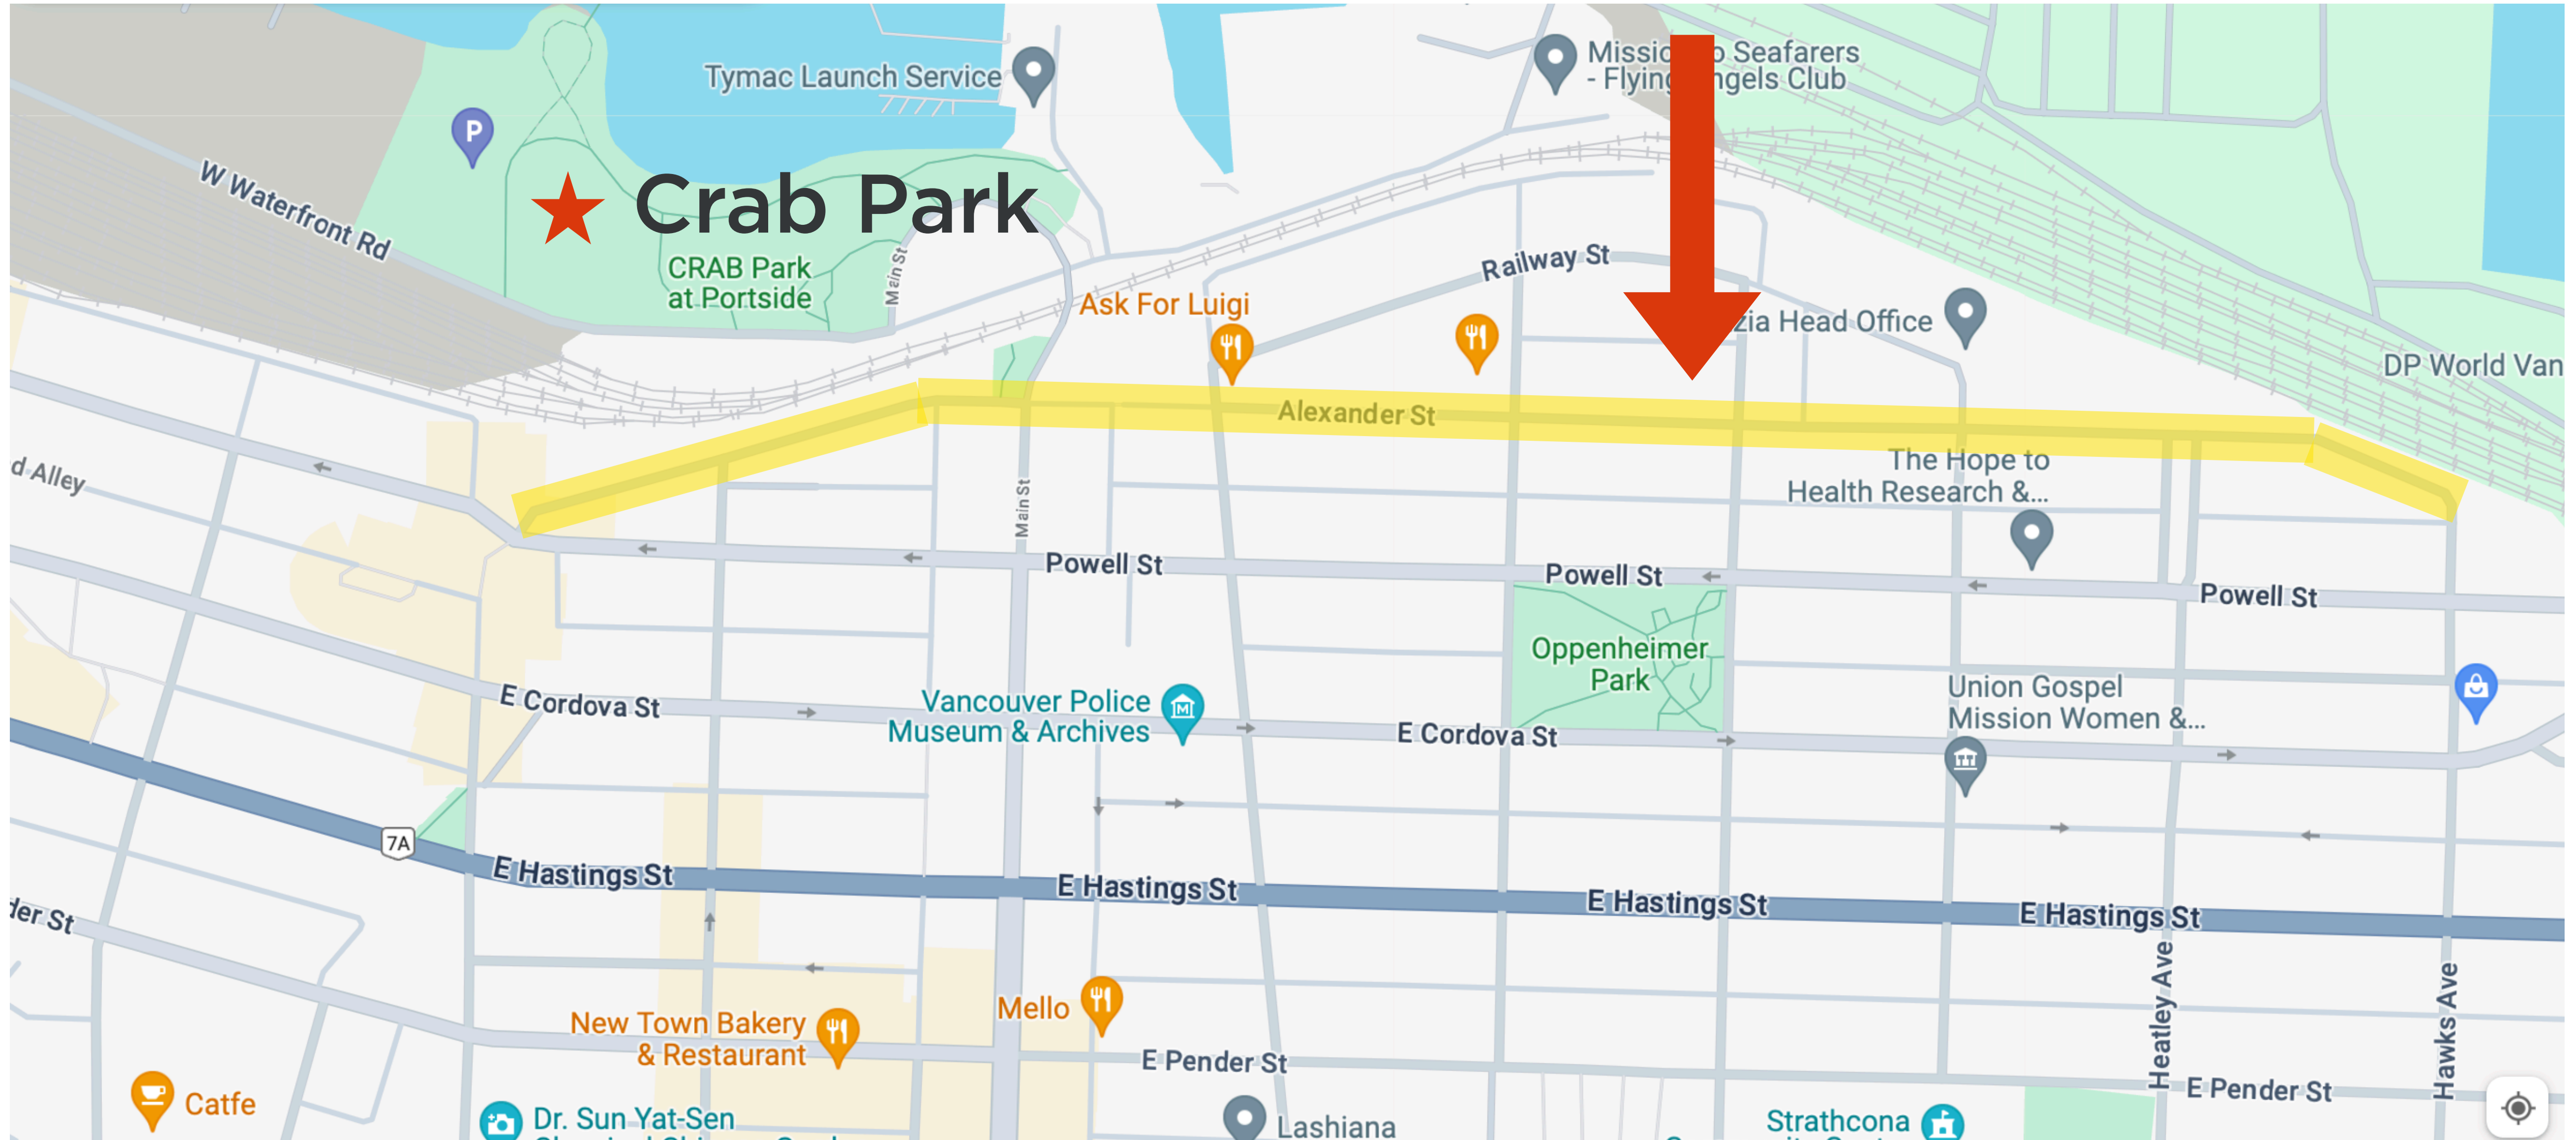 Tymac Launch Service
Missio
o Seafarers
- Flying
ngels Club
P
W Waterfront Rd
Crab Park
CRAB Park
at Portside
Main St
Railway St
Ask For Luigi
zia Head Office
DP World Van
Alexander St
d Alley
The Hope to
Health Research &...
Main St
Powell St
Powell St
Powell St
Oppenheimer
Park
E Cordova St
Vancouver Police
Museum & Archives
M
E Cordova St
Union Gospel
Mission Women &...
7A
E Hastings St
E Hastings St
E Hastings St
E Hastings St
der St
Heatley Ave
Hawks Ave
Mello
New Town Bakery
& Restaurant
E Pender St
E Pender St
Catfe
Dr. Sun Yat-Sen
Lashiana
Strathcona